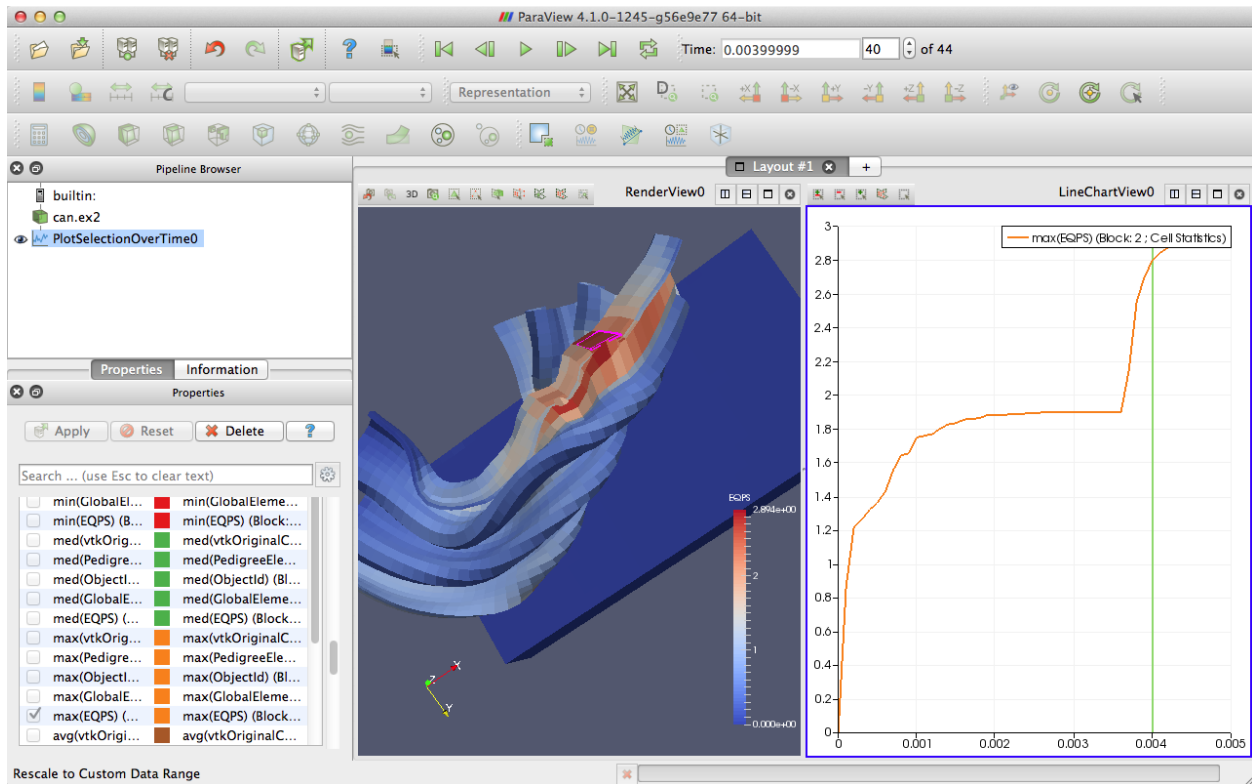 ParaView 4.1.0-1245-g56e9e77 64-bit
Time: 0.00399999 40 of 44
Representation
Pipeline Browser
builtin:
can.ex2
PlotSelectionOverTime0
Properties Information
Properties
Apply Reset Delete ?
Search ... (use Esc to clear text)
min(GlobalEl... min(GlobalEleme...
min(EQPS) (B... min(EQPS) (Block:...
med(vtkOrig... med(vtkOriginalC...
med(Pedigre... med(PedigreeEle...
med(ObjectI... med(ObjectId) (Bl...
med(GlobalE... med(GlobalEleme...
med(EQPS) (... med(EQPS) (Block:...
max(vtkOrig... max(vtkOriginalC...
max(Pedigre... max(PedigreeEle...
max(ObjectI... max(ObjectId) (Bl...
max(GlobalE... max(GlobalEleme...
max(EQPS) (... max(EQPS) (Block...
avg(vtkOrigi... avg(vtkOriginalC...
Rescale to Custom Data Range
Layout #1 +
3D RenderView0
EQPS
2.894e+00
2
1
0.000e+00
X
Z
Y
LineChartView0
max(EQPS) (Block: 2 ; Cell Statistics)
3
2.8
2.6
2.4
2.2
2
1.8
1.6
1.4
1.2
1
0.8
0.6
0.4
0.2
0
0 0.001 0.002 0.003 0.004 0.005